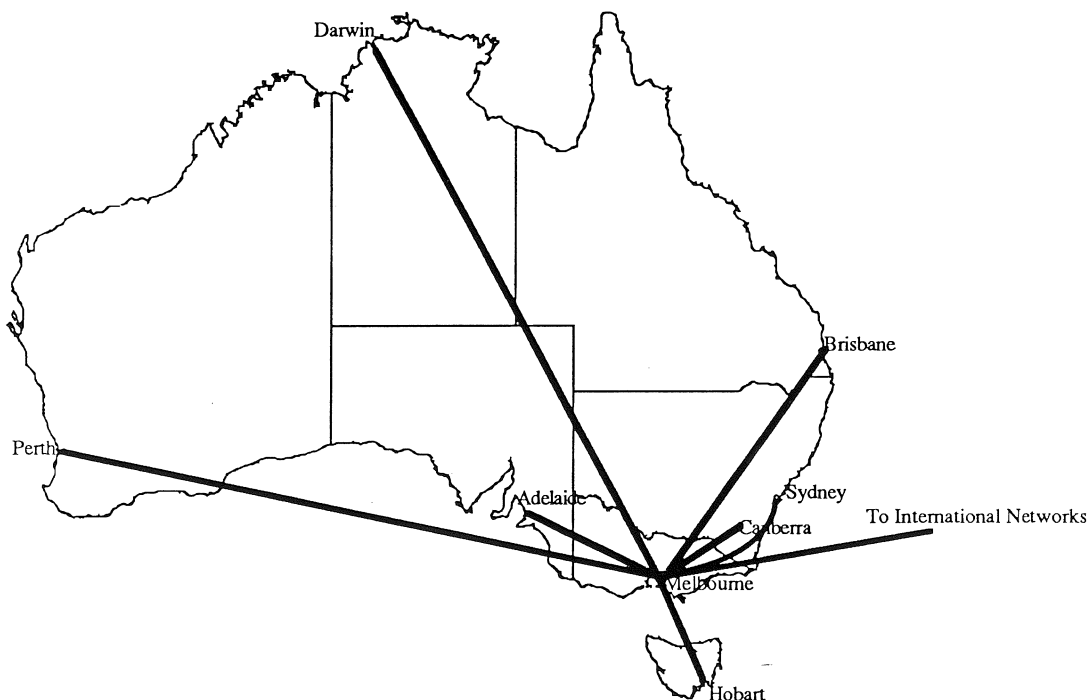 Darwin
Brisbane
Perth
Adelaide
Sydney
Canberra
To International Networks
Melbourne
Hobart